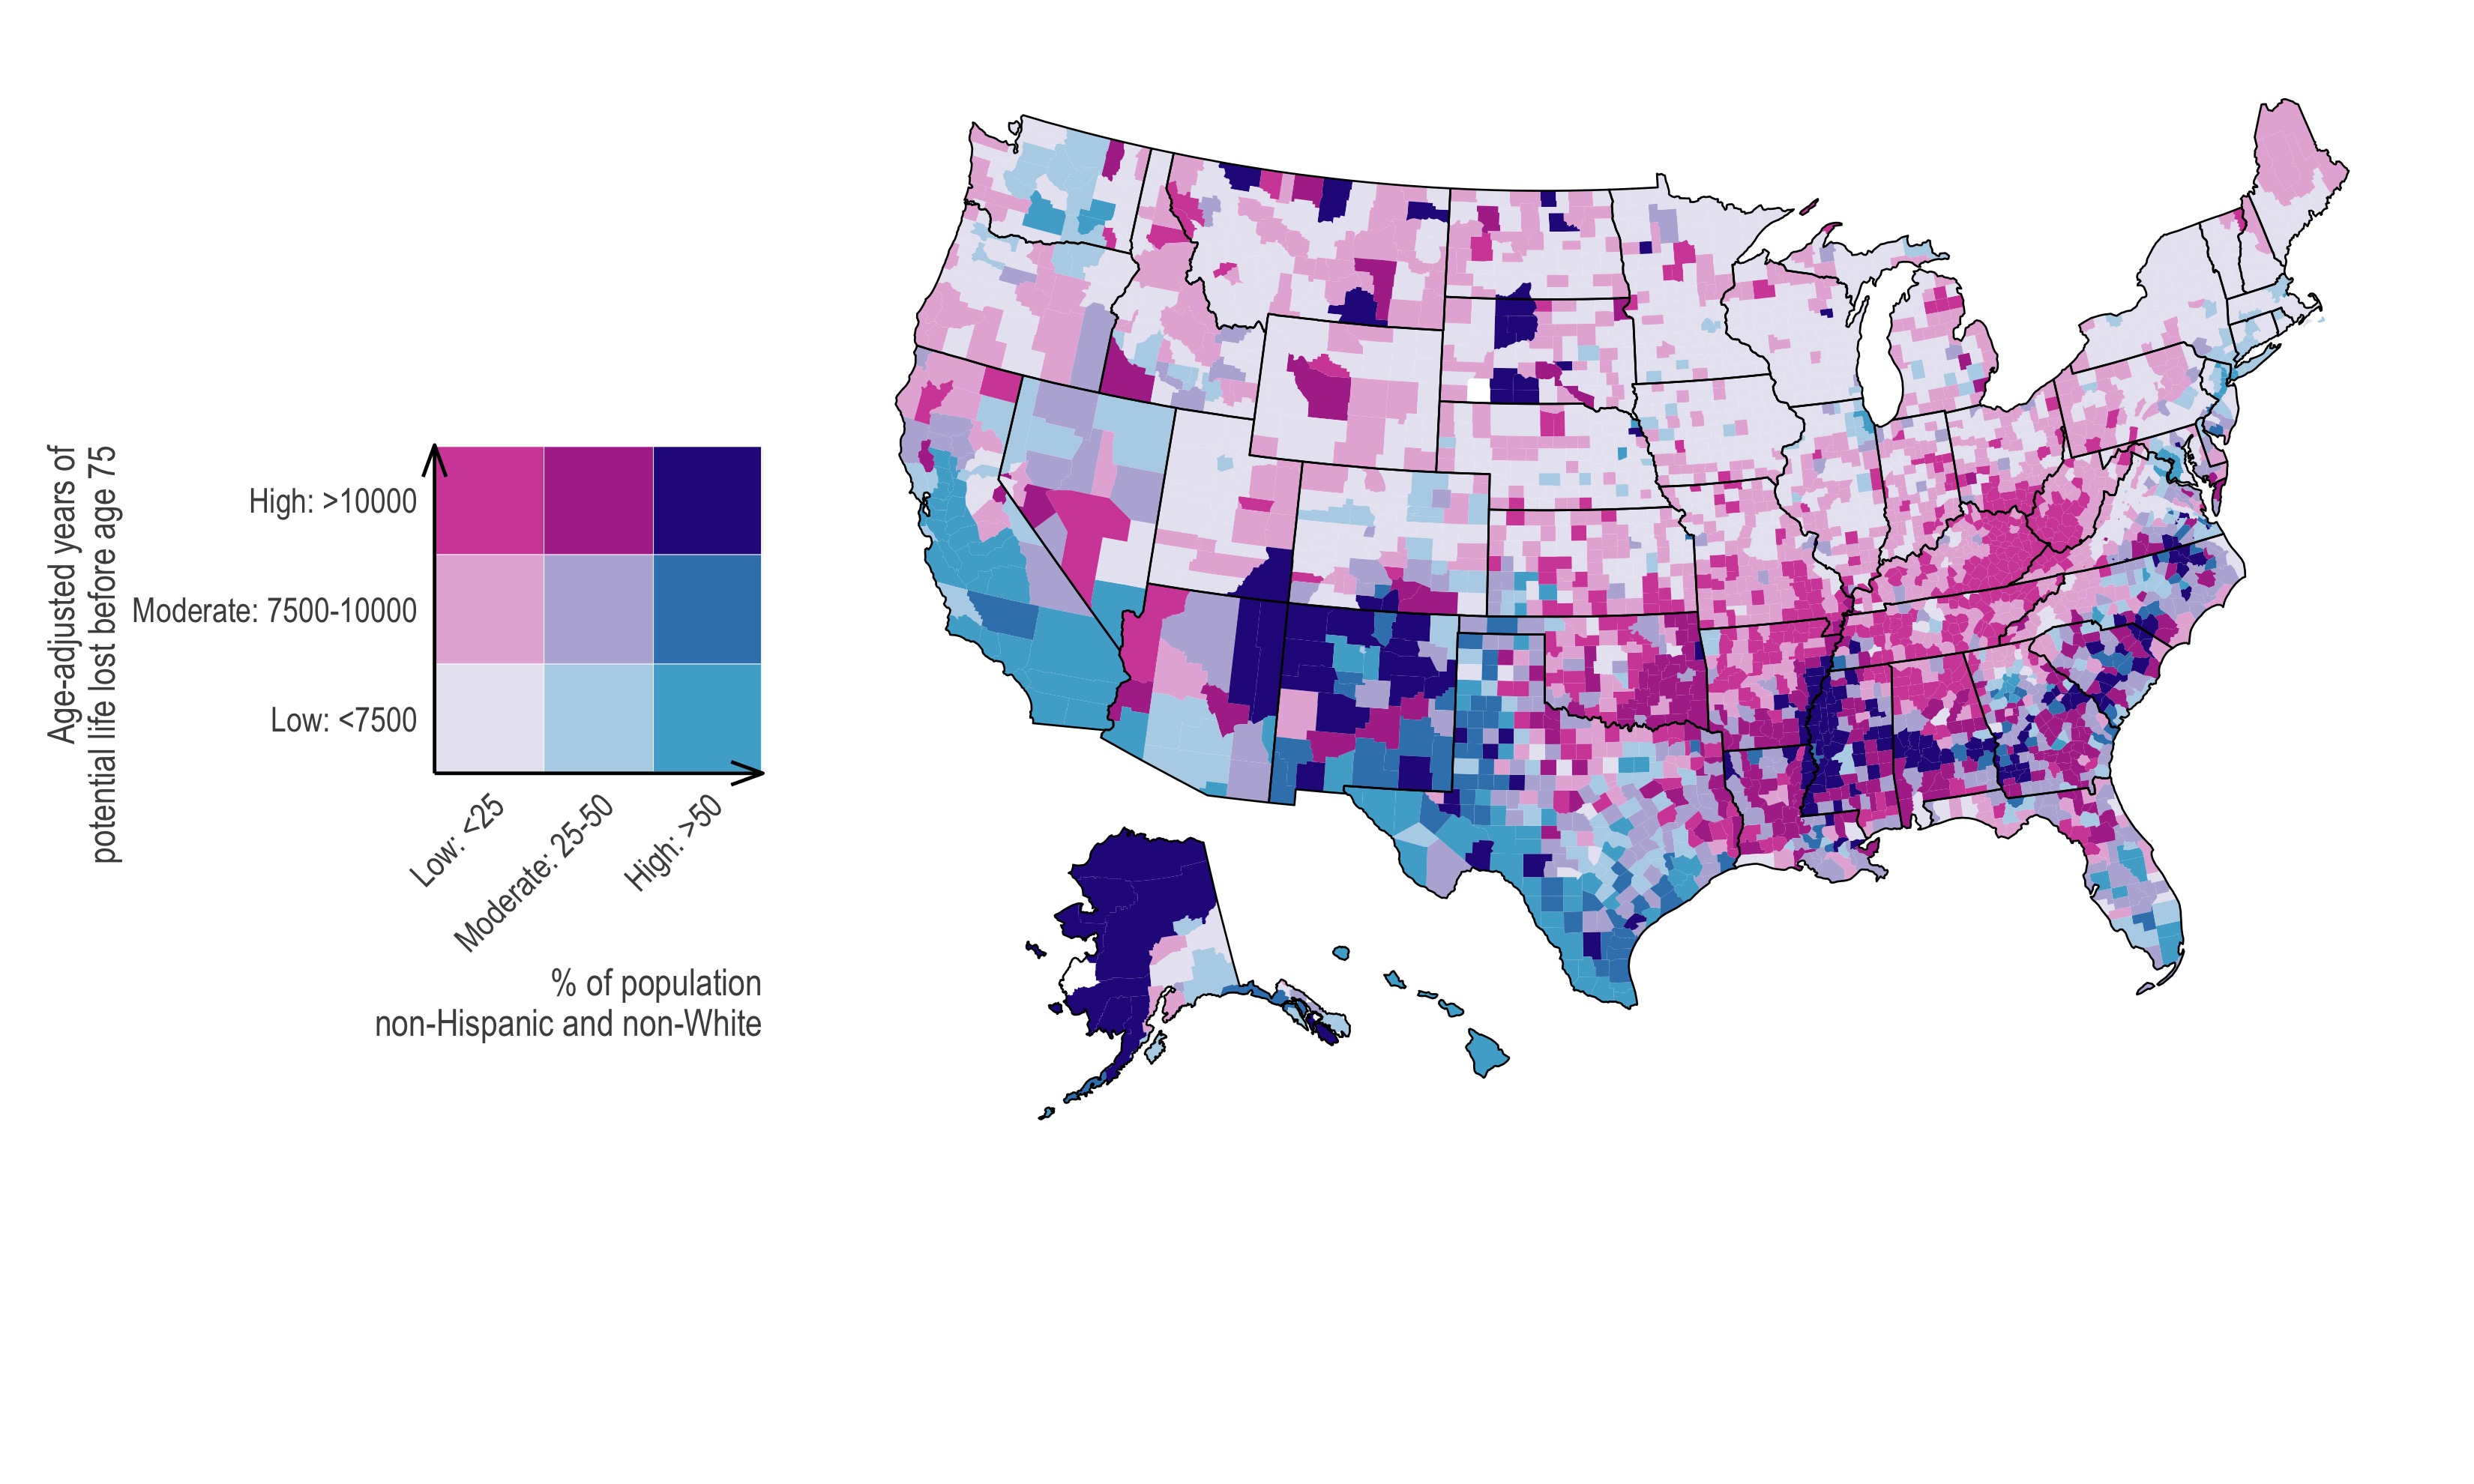 Age-adjusted years of
potential life lost before age 75
High: >10000
Moderate: 7500-10000
Low: <7500
Low: <25
Moderate: 25-50
High: >50
% of population
non-Hispanic and non-White